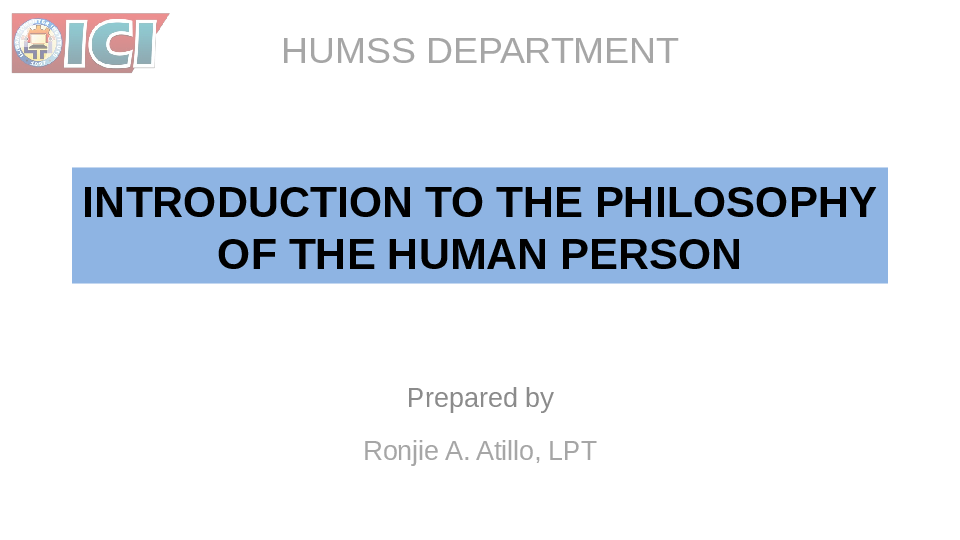 ICI
HUMSS DEPARTMENT
INTRODUCTION TO THE PHILOSOPHY
OF THE HUMAN PERSON
Prepared by
Ronjie A. Atillo, LPT